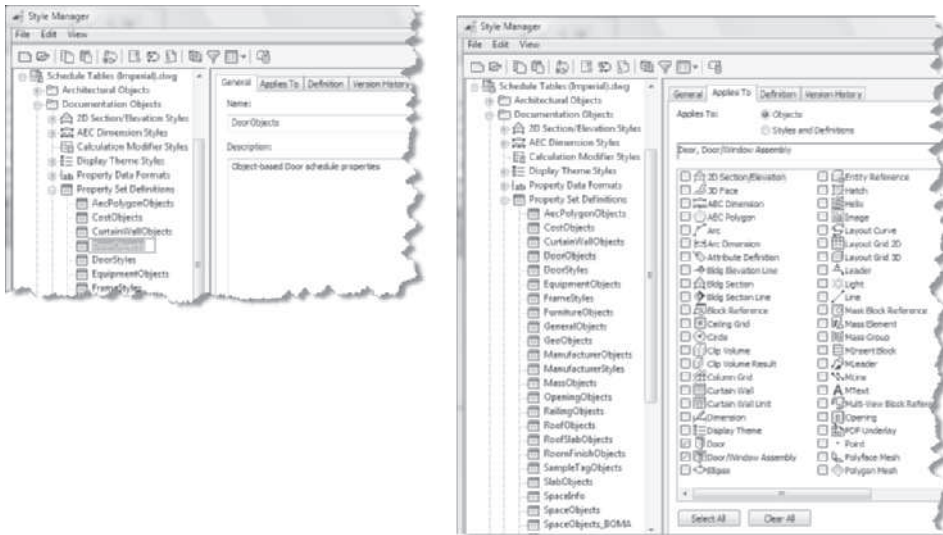 Style Manager
File Edit View
Schedule Tables (Imperial).dwg
Architectural Objects
Documentation Objects
2D Section/Elevation Styles
AEC Dimension Styles
Calculation Modifier Styles
Display Theme Styles
Property Data Formats
Property Set Definitions
AecPolygonObjects
CostObjects
CurtainWallObjects
DoorStyles
EquipmentObjects
FrameStyles
General Applies To Definition Version History
Name:
DoorObjects
Description:
Object-based Door schedule properties
Style Manager
File Edit View
Schedule Tables (Imperial).dwg
Architectural Objects
Documentation Objects
2D Section/Elevation Styles
AEC Dimension Styles
Calculation Modifier Styles
Display Theme Styles
Property Data Formats
Property Set Definitions
AecPolygonObjects
CostObjects
CurtainWallObjects
DoorObjects
DoorStyles
EquipmentObjects
FrameStyles
FurnitureObjects
GeneralObjects
GeoObjects
ManufacturerObjects
ManufacturerStyles
MassObjects
OpeningObjects
RailingObjects
RoofObjects
RoofSlabObjects
RoomFinishObjects
SampleTagObjects
SlabObjects
SpaceInfo
SpaceObjects
SpaceObjects_BOMA
General Applies To Definition Version History
Applies To: Objects
Styles and Definitions
Door, Door/Window Assembly
2D Section/Elevation
3D Face
AEC Dimension
AEC Polygon
Arc
Arc Dimension
Attribute Definition
Bldg Elevation Line
Bldg Section
Bldg Section Line
Block Reference
Ceiling Grid
Circle
Clip Volume
Clip Volume Result
Column Grid
Curtain Wall
Curtain Wall Unit
Dimension
Display Theme
Door
Door/Window Assembly
Ellipse
Entity Reference
Hatch
Helix
Image
Layout Curve
Layout Grid 2D
Layout Grid 3D
Leader
Light
Line
Mask Block Reference
Mass Element
Mass Group
MInsert Block
MLeader
MLine
MText
Multi-View Block Refere
Opening
PDF Underlay
Point
Polyface Mesh
Polygon Mesh
Select All Clear All